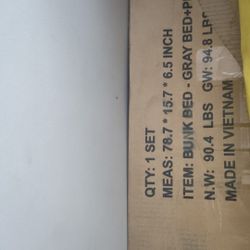 QTY: 1 SET
MEAS: 78.7 * 15.7 * 6.5 INCH
ITEM: BUNK BED - GRAY BED+P
N.W: 90.4 LBS GW: 94.8 LBS
MADE IN VIETNAM